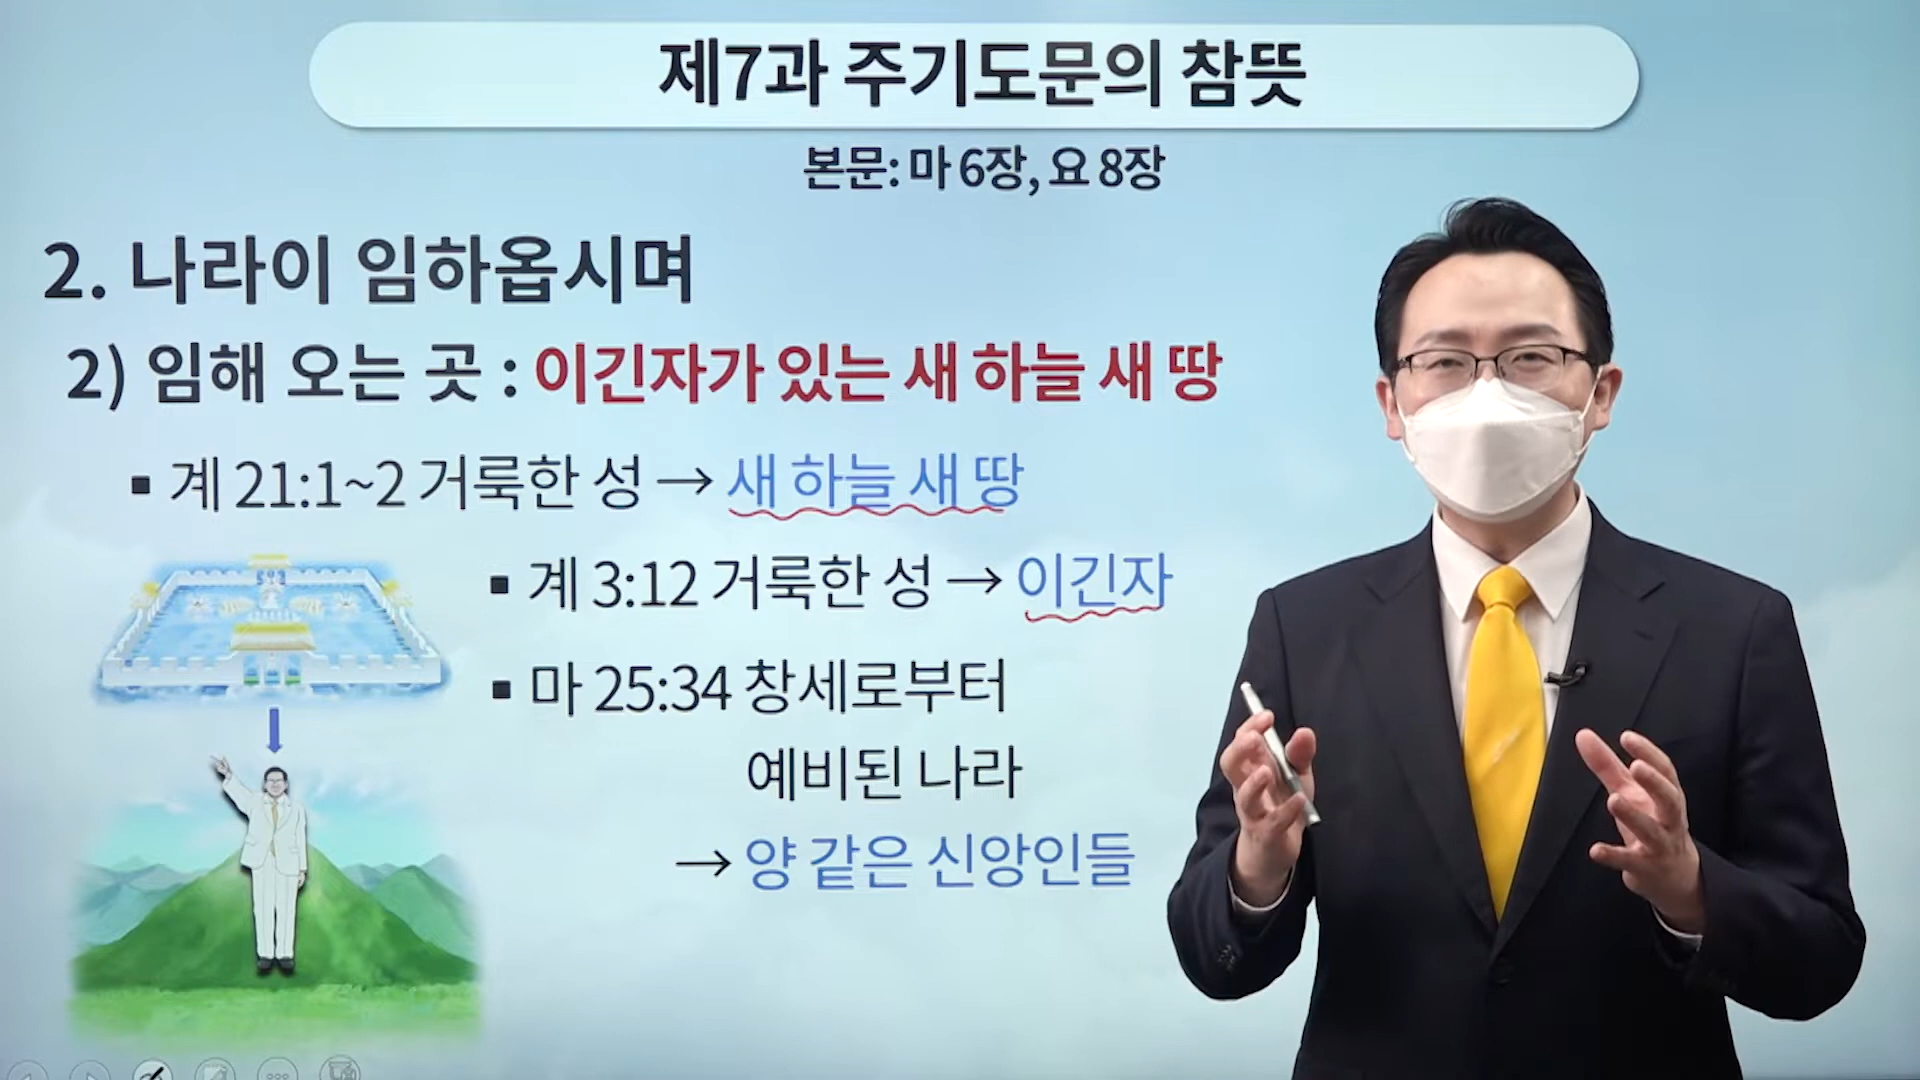 제7과 주기도문의 참뜻
본문: 마 6장, 요 8장
2. 나라이 임하옵시며
2) 임해 오는 곳 : 이긴자가 있는 새 하늘 새 땅
▪ 계 21:1~2 거룩한 성 → 새 하늘 새 땅
▪ 계 3:12 거룩한 성 → 이긴자
▪ 마 25:34 창세로부터
예비된 나라
→ 양 같은 신앙인들